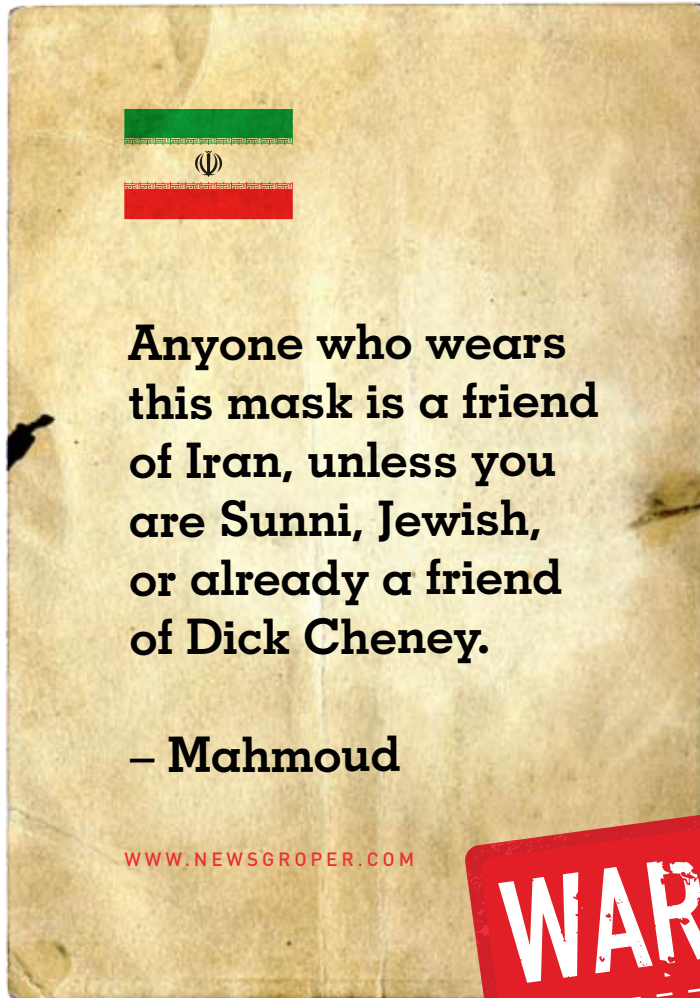 Anyone who wears
this mask is a friend
of Iran, unless you
are Sunni, Jewish,
or already a friend
of Dick Cheney.
– Mahmoud
WWW.NEWSGROPER.COM
WAR